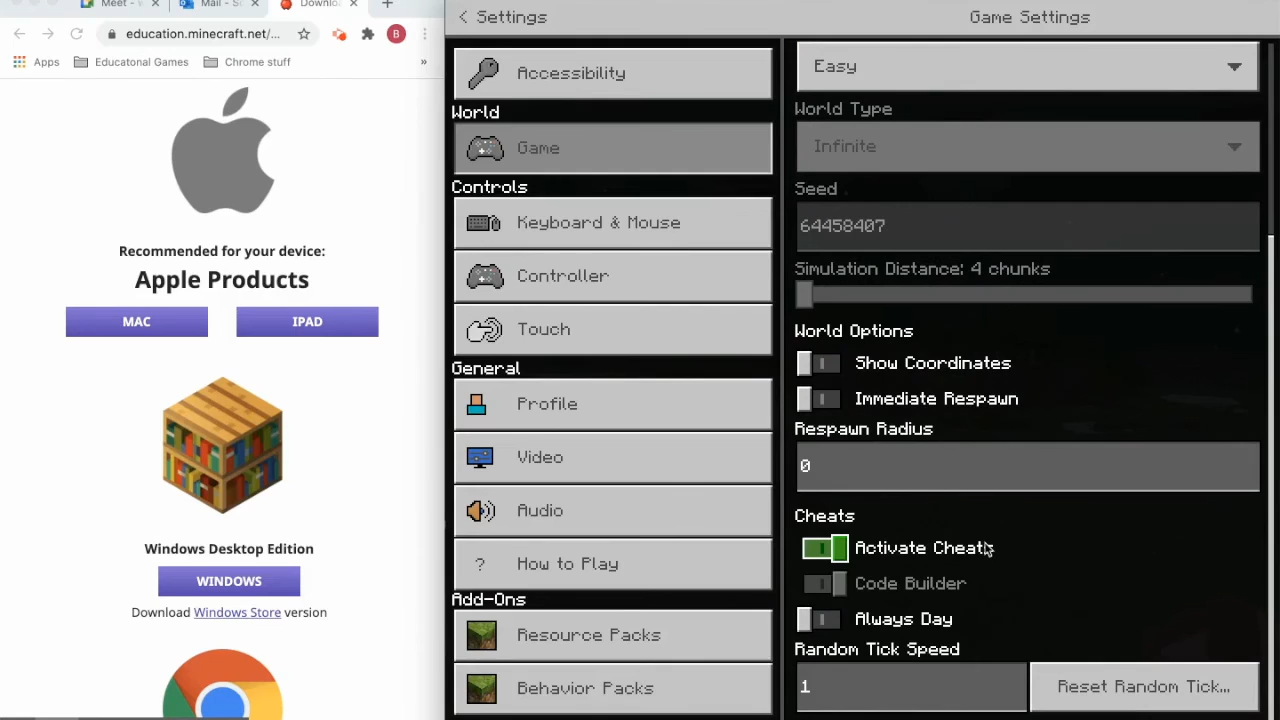 Meet - 
Mail - S
Downlo
education.minecraft.net/...
B
Apps
Educatonal Games
Chrome stuff
»
Recommended for your device:
Apple Products
MAC
IPAD
Windows Desktop Edition
WINDOWS
Download Windows Store version
< Settings
Game Settings
Accessibility
World
Game
Controls
Keyboard & Mouse
Controller
Touch
General
Profile
Video
Audio
? How to Play
Add-Ons
Resource Packs
Behavior Packs
Easy
World Type
Infinite
Seed
64458407
Simulation Distance: 4 chunks
World Options
Show Coordinates
Immediate Respawn
Respawn Radius
0
Cheats
Activate Cheats
Code Builder
Always Day
Random Tick Speed
1
Reset Random Tick...